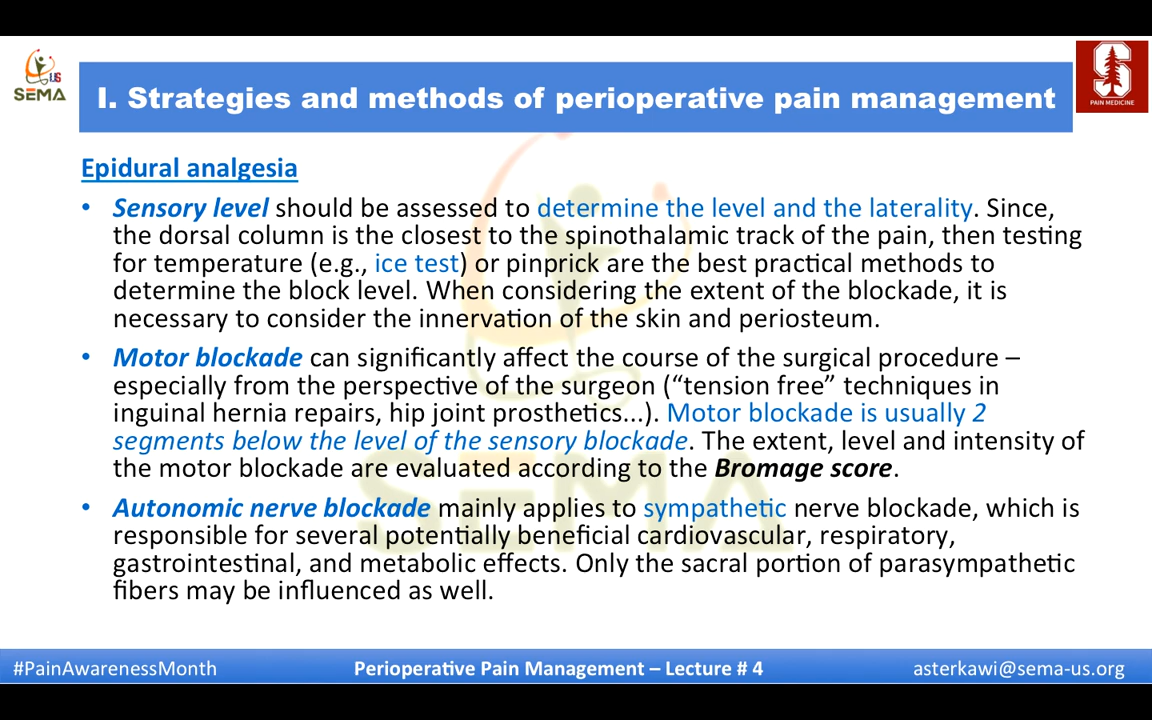 US
SEMA
I. Strategies and methods of perioperative pain management
S
PAIN MEDICINE
Epidural analgesia
• Sensory level should be assessed to determine the level and the laterality. Since,
the dorsal column is the closest to the spinothalamic track of the pain, then testing
for temperature (e.g., ice test) or pinprick are the best practical methods to
determine the block level. When considering the extent of the blockade, it is
necessary to consider the innervation of the skin and periosteum.
• Motor blockade can significantly affect the course of the surgical procedure –
especially from the perspective of the surgeon (“tension free” techniques in
inguinal hernia repairs, hip joint prosthetics...). Motor blockade is usually 2
segments below the level of the sensory blockade. The extent, level and intensity of
the motor blockade are evaluated according to the Bromage score.
• Autonomic nerve blockade mainly applies to sympathetic nerve blockade, which is
responsible for several potentially beneficial cardiovascular, respiratory,
gastrointestinal, and metabolic effects. Only the sacral portion of parasympathetic
fibers may be influenced as well.
SEMA
#PainAwarenessMonth
Perioperative Pain Management – Lecture # 4
asterkawi@sema-us.org